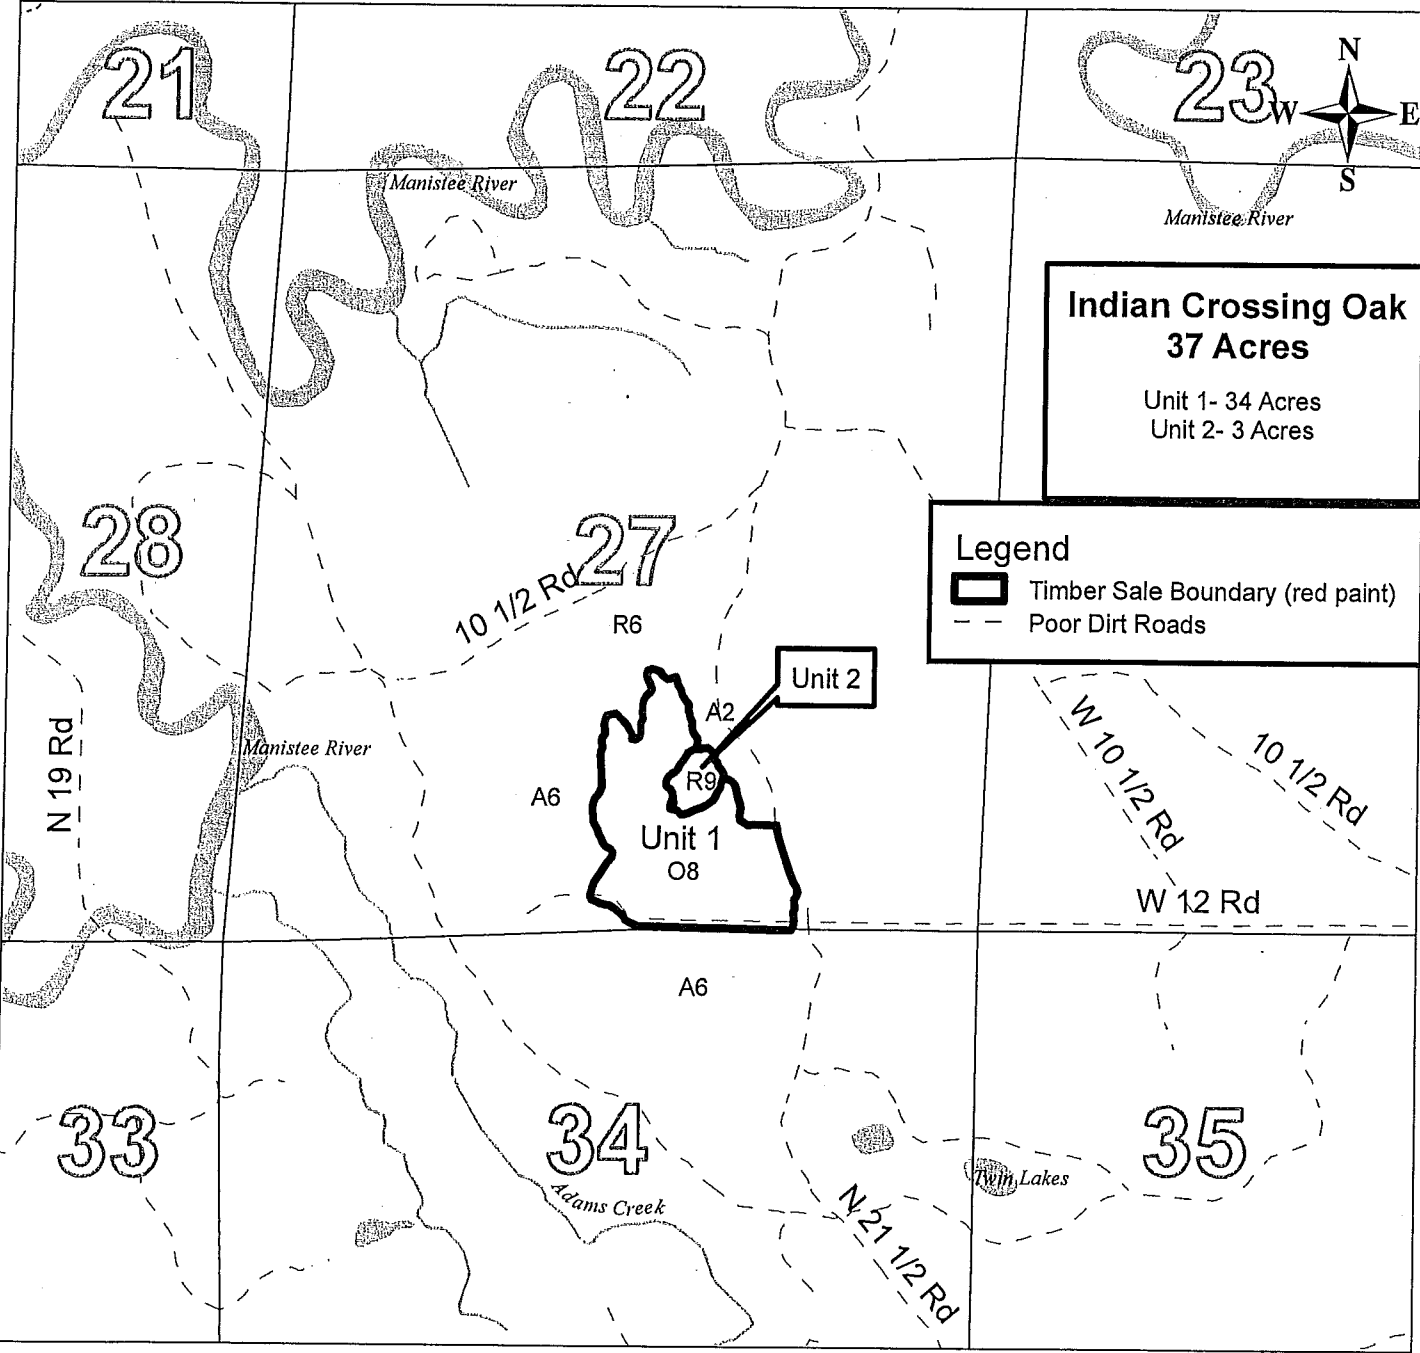 21
22
23
N
W
E
S
Manistee River
Manistee River
Indian Crossing Oak
37 Acres
Unit 1- 34 Acres
Unit 2- 3 Acres
28
27
Legend
Timber Sale Boundary (red paint)
Poor Dirt Roads
10 1/2 Rd
R6
Unit 2
A2
N 19 Rd
Manistee River
W 10 1/2 Rd
10 1/2 Rd
A6
R9
Unit 1
O8
W 12 Rd
A6
33
34
35
Adams Creek
Twin Lakes
N 21 1/2 Rd